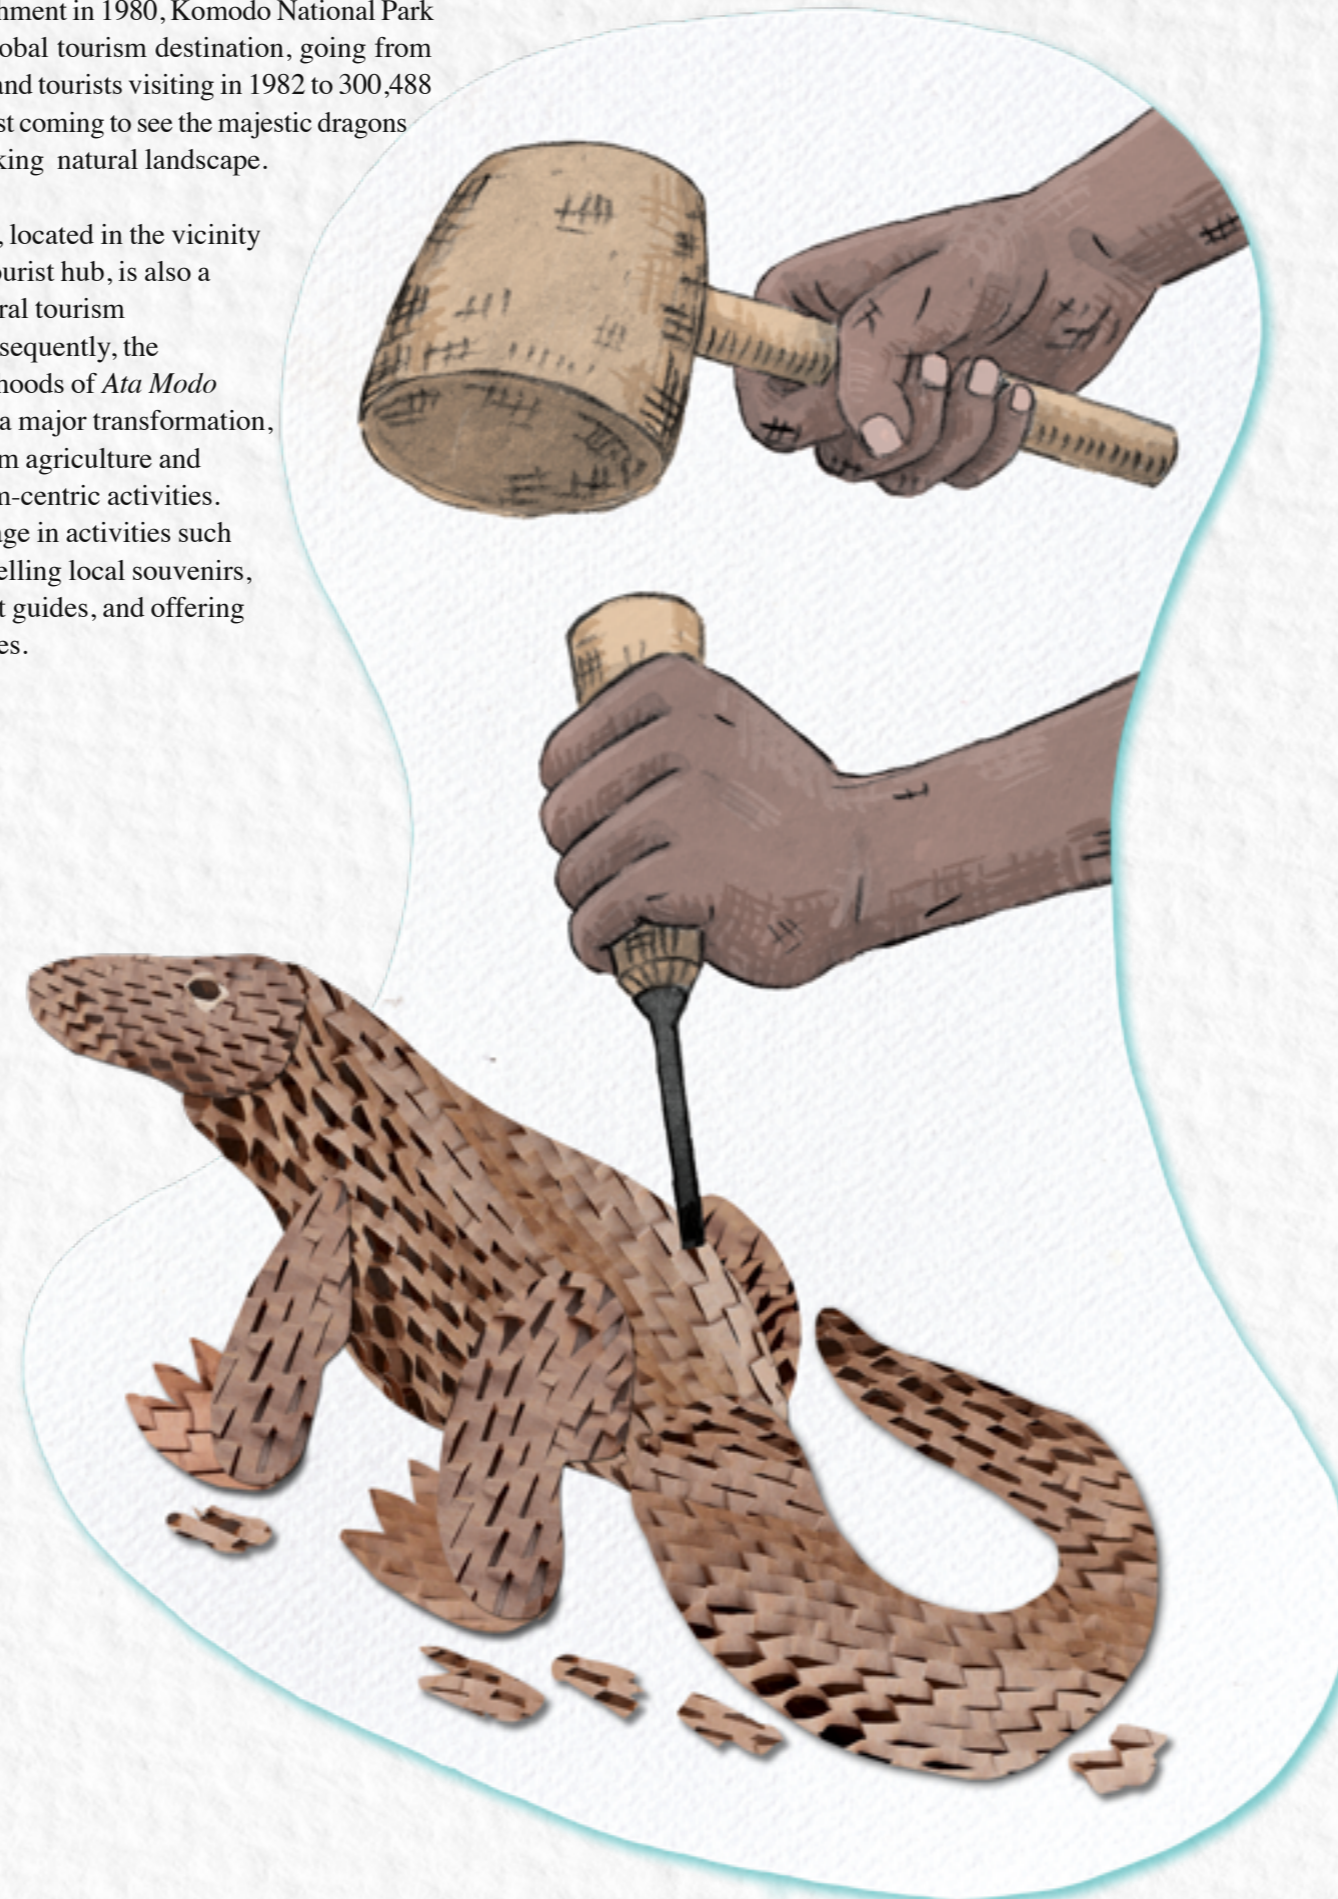 hment in 1980, Komodo National Park
obal tourism destination, going from
and tourists visiting in 1982 to 300,488
st coming to see the majestic dragons
king natural landscape.
, located in the vicinity
ourist hub, is also a
ral tourism
sequently, the
hoods of Ata Modo
a major transformation,
m agriculture and
m-centric activities.
ge in activities such
elling local souvenirs,
t guides, and offering
es.